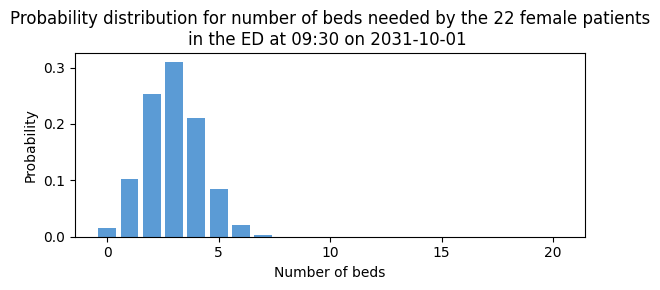 Probability distribution for number of beds needed by the 22 female patients
in the ED at 09:30 on 2031-10-01
0.3
0.2
0.1
0.0
Probability
0
5
10
15
20
Number of beds